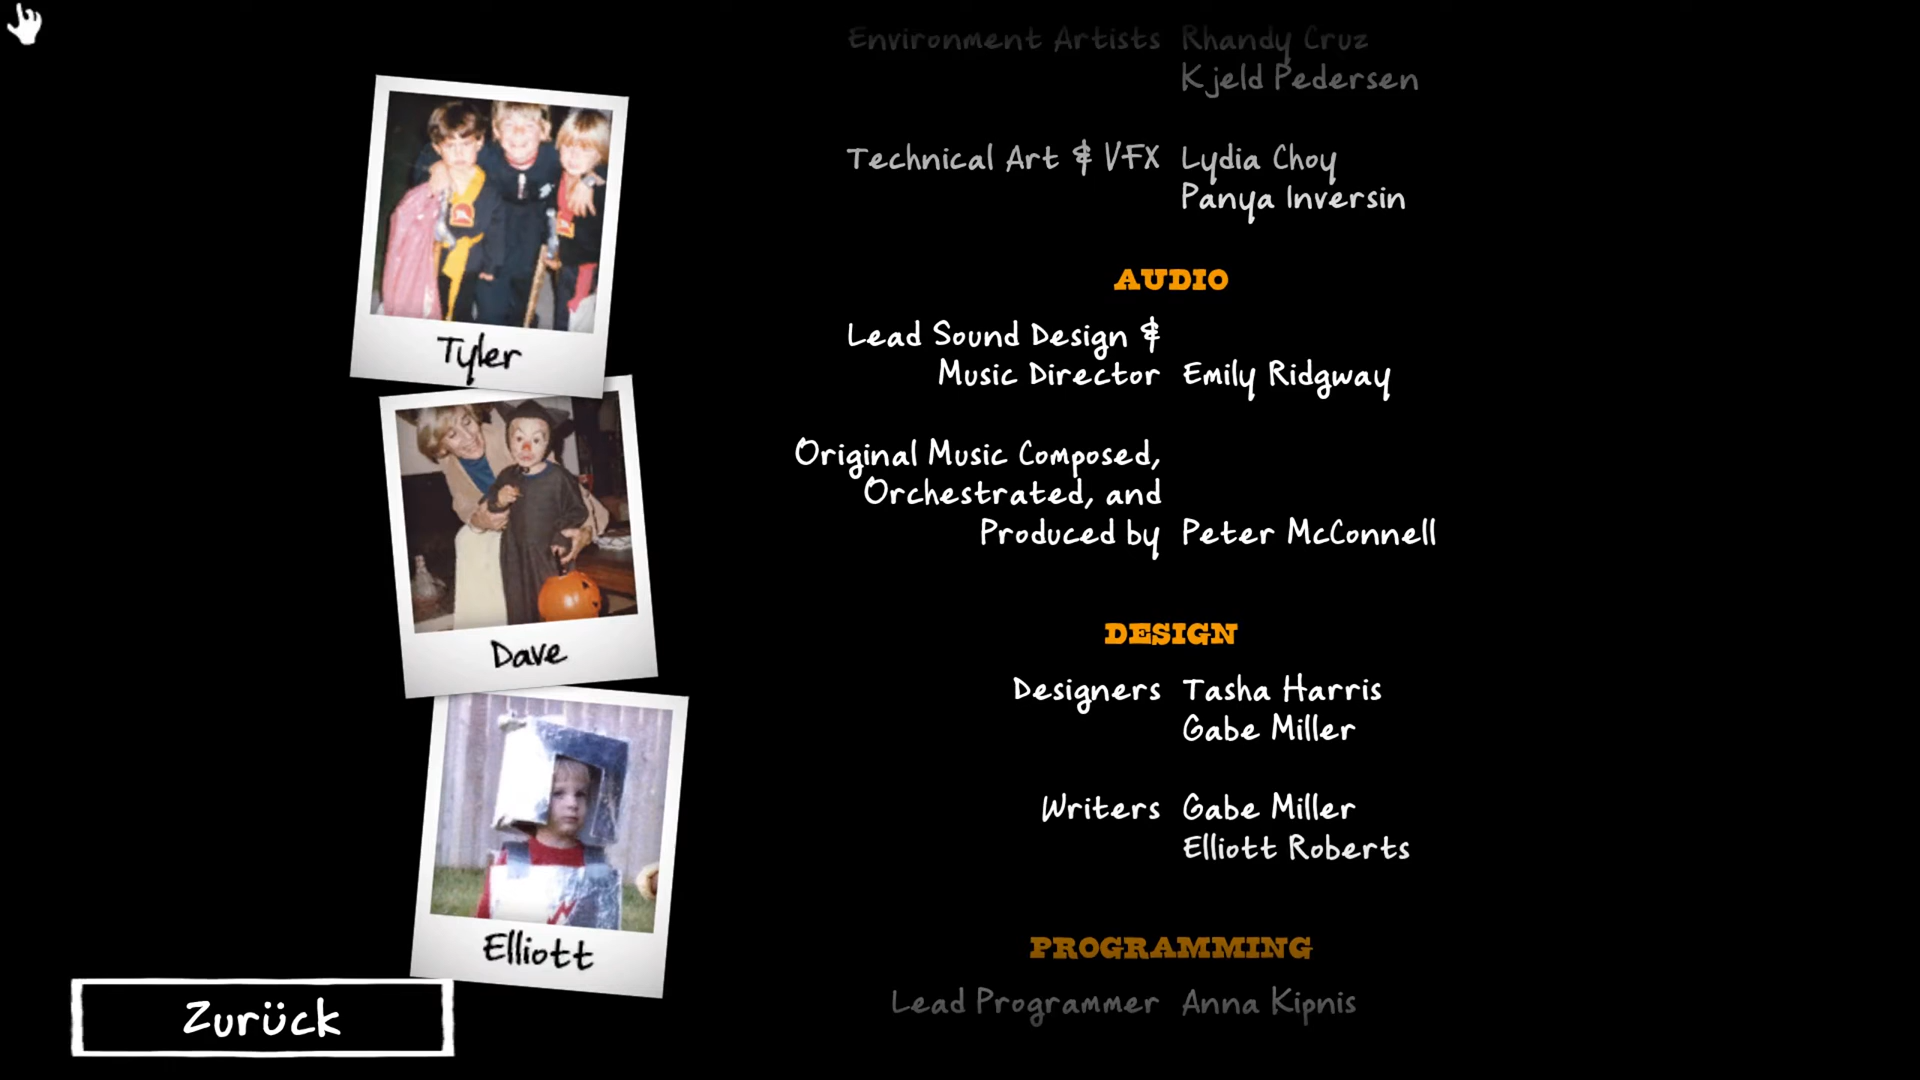 Tyler
Dave
Elliott
Zurück
Environment Artists Rhandy Cruz
Kjeld Pedersen
Technical Art & VFX Lydia Choy
Panya Inversin
AUDIO
Lead Sound Design &
Music Director Emily Ridgway
Original Music Composed,
Orchestrated, and
Produced by Peter McConnell
DESIGN
Designers Tasha Harris
Gabe Miller
Writers Gabe Miller
Elliott Roberts
PROGRAMMING
Lead Programmer Anna Kipnis